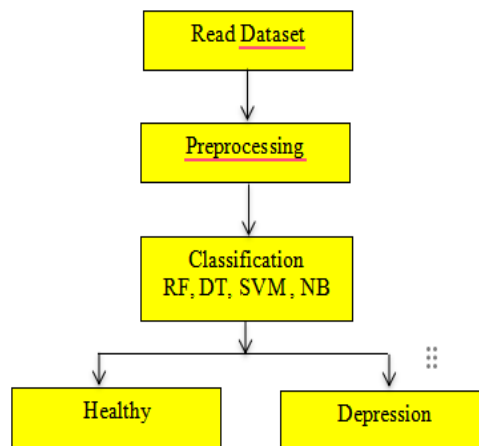 Read Dataset
Preprocessing
Classification
RF, DT, SVM, NB
Healthy
Depression